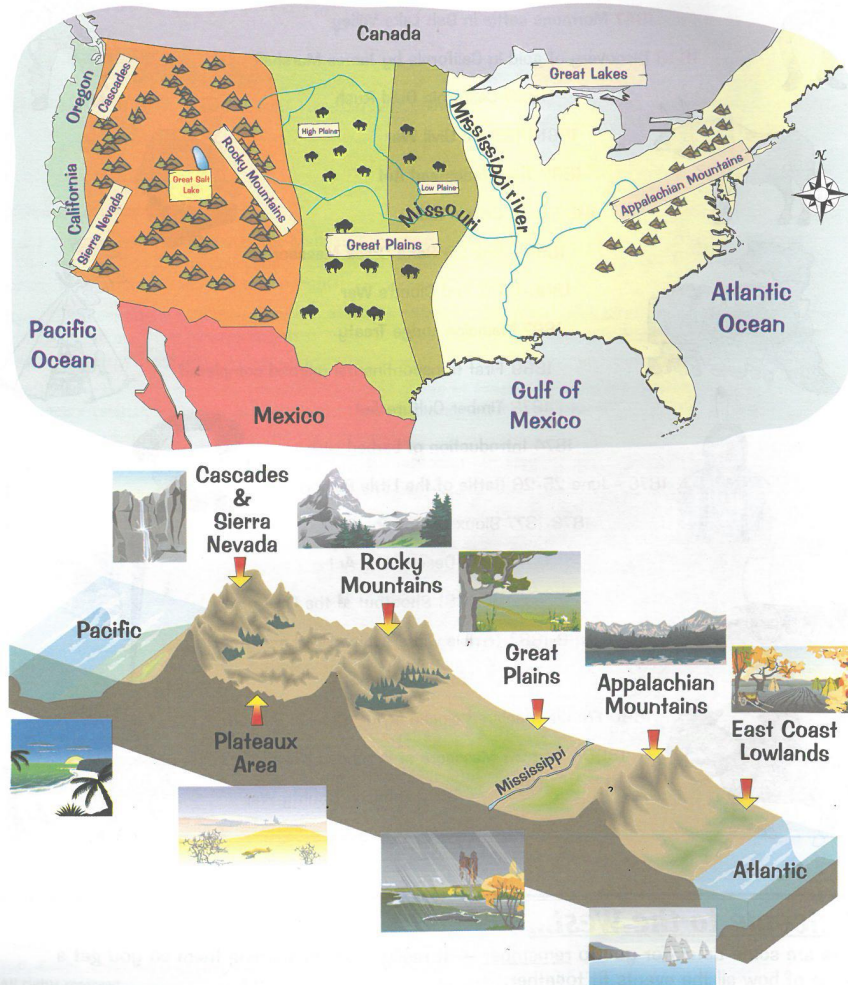 Canada
Great Lakes
Oregon
Cascades
Mississippi river
High Plains
Rocky Mountains
Great Salt
Lake
Low Plains
Appalachian Mountains
N
California
Sierra Nevada
Missouri
Great Plains
Atlantic
Ocean
Pacific
Ocean
Gulf of
Mexico
Mexico
Cascades
&
Sierra
Nevada
Rocky
Mountains
Pacific
Great
Plains
Appalachian
Mountains
East Coast
Lowlands
Plateaux
Area
Mississippi
Atlantic